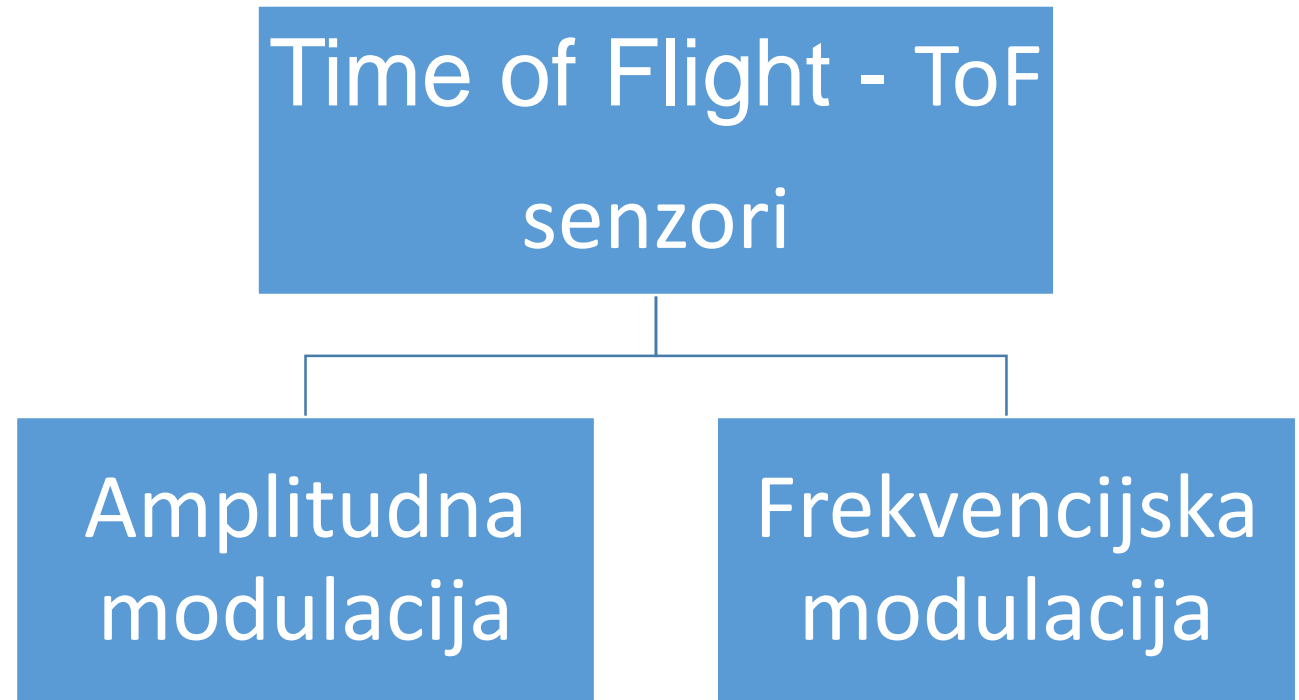 Time of Flight - ToF
senzori
Amplitudna
modulacija
Frekvencijska
modulacija